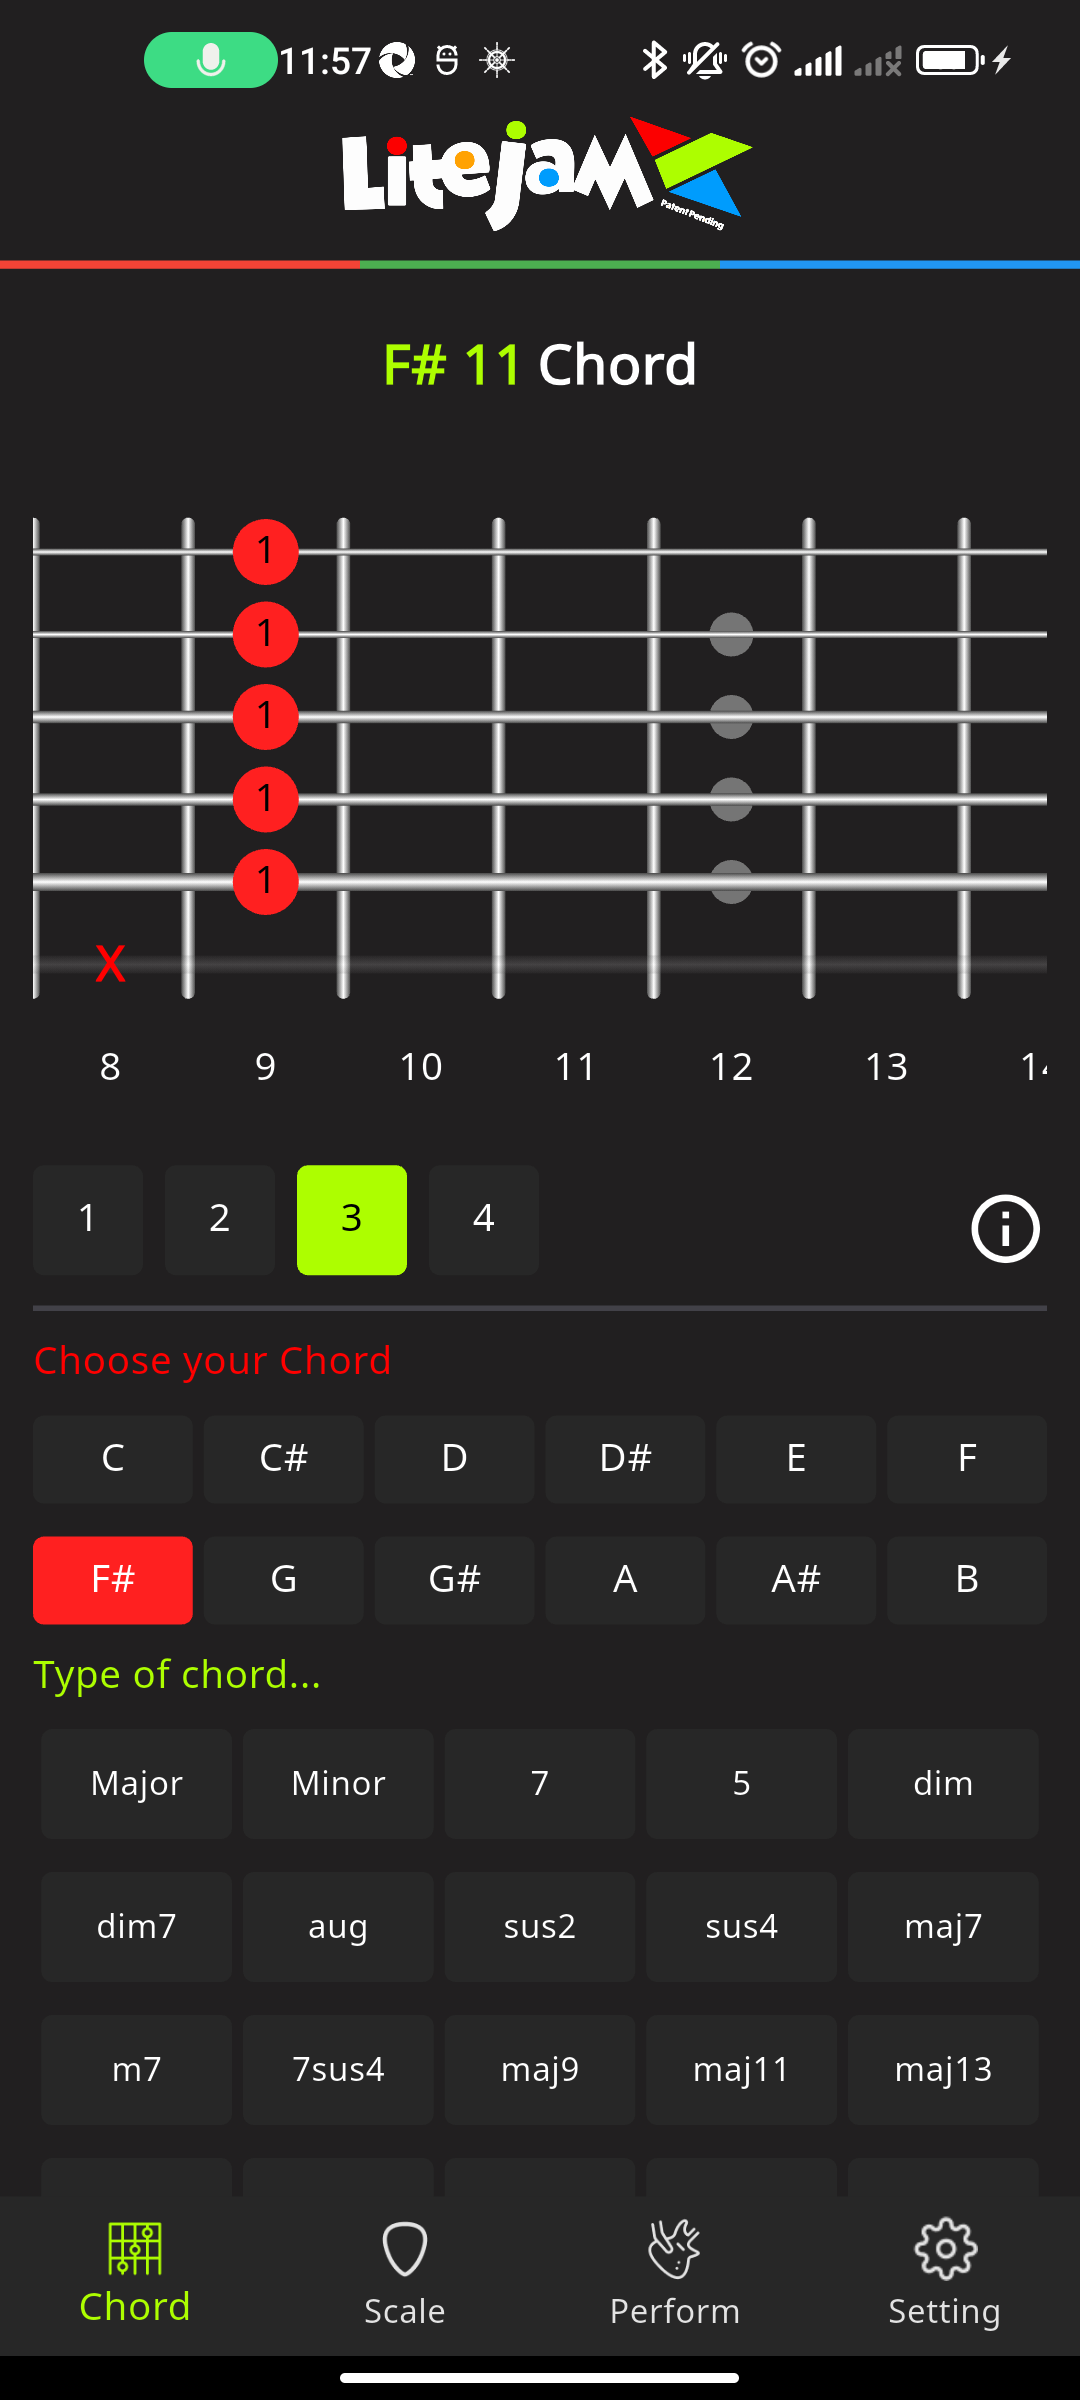 11:57
LiteJam
Patent Pending
F# 11 Chord
1
1
1
1
1
X
8 9 10 11 12 13 14
1 2 3 4
Choose your Chord
C C# D D# E F
F# G G# A A# B
Type of chord...
Major Minor 7 5 dim
dim7 aug sus2 sus4 maj7
m7 7sus4 maj9 maj11 maj13
Chord Scale Perform Setting